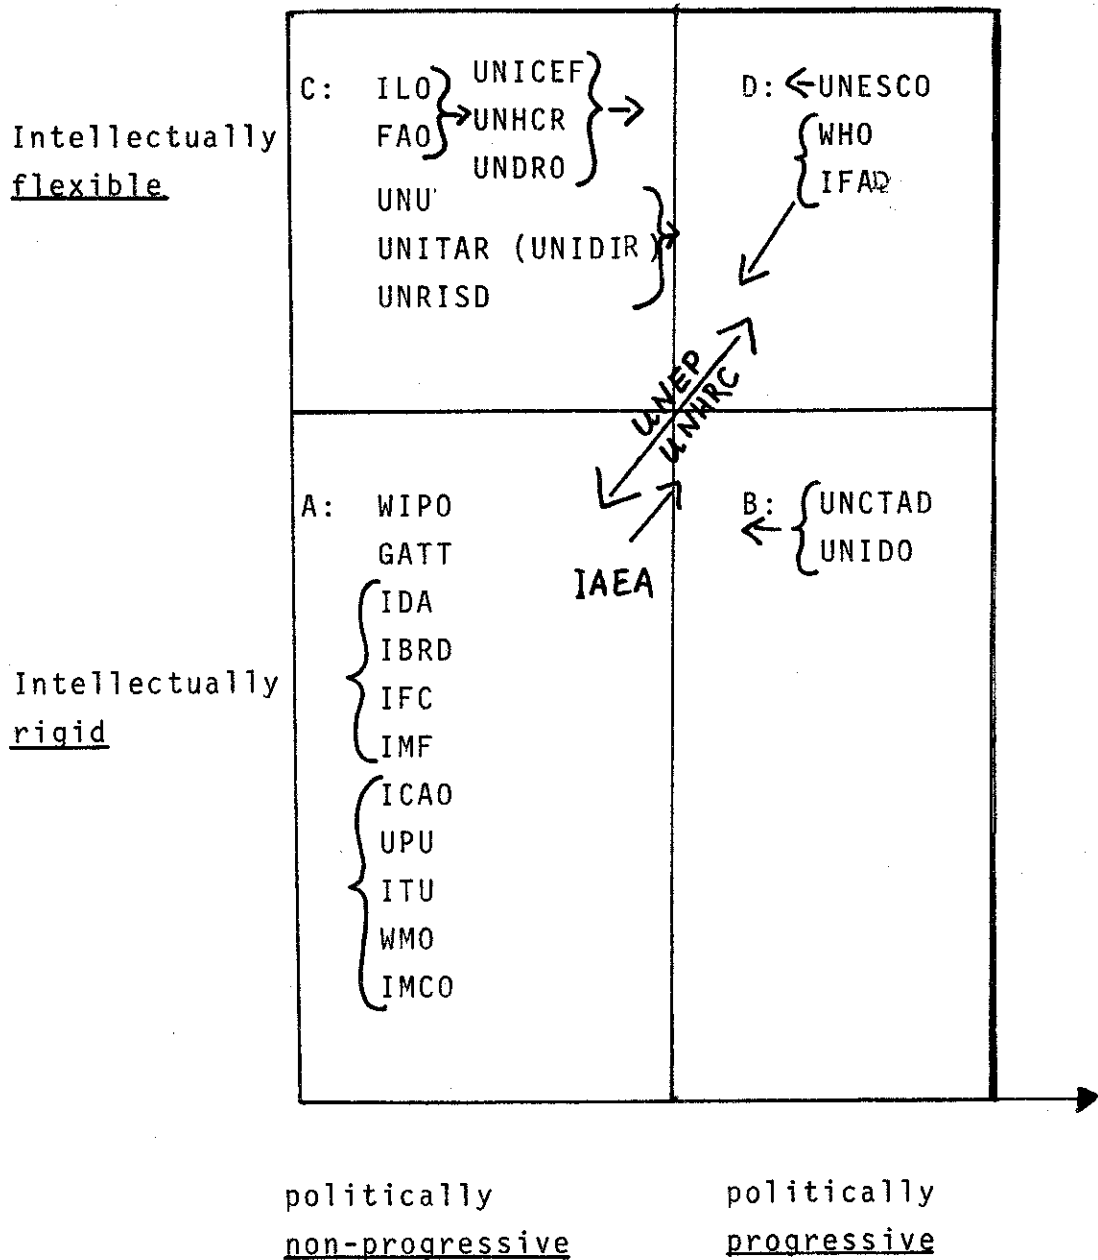 C: ILO UNICEF
FAO UNHCR
UNDRO
UNU
UNITAR (UNIDIR)
UNRISD
D: UNESCO
WHO
IFAD
Intellectually
flexible
UNEP
UNHRC
A: WIPO
GATT
IDA
IBRD
IFC
IMF
ICAO
UPU
ITU
WMO
IMCO
IAEA
B: UNCTAD
UNIDO
Intellectually
rigid
politically
non-progressive
politically
progressive